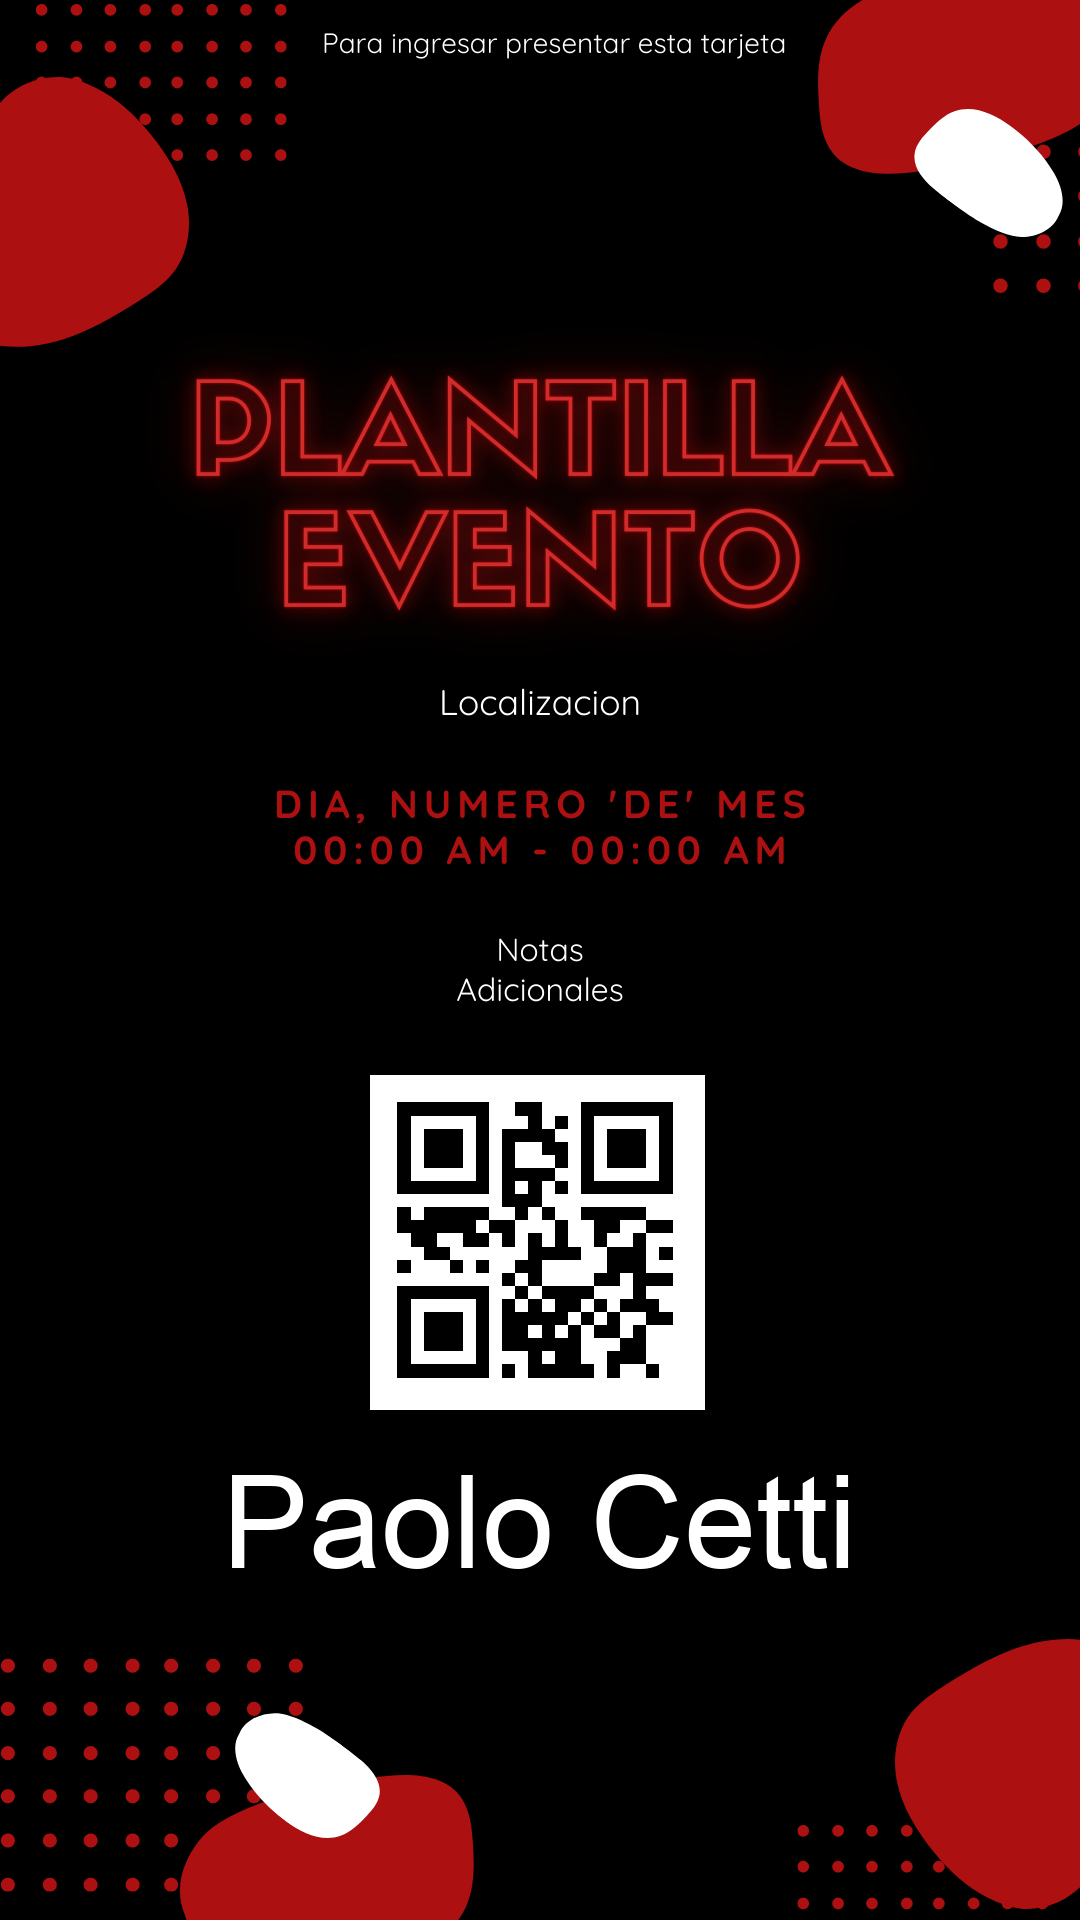 Para ingresar presentar esta tarjeta
PLANTILLA
EVENTO
Localizacion
DIA, NUMERO 'DE' MES
00:00 AM - 00:00 AM
Notas
Adicionales
Paolo Cetti